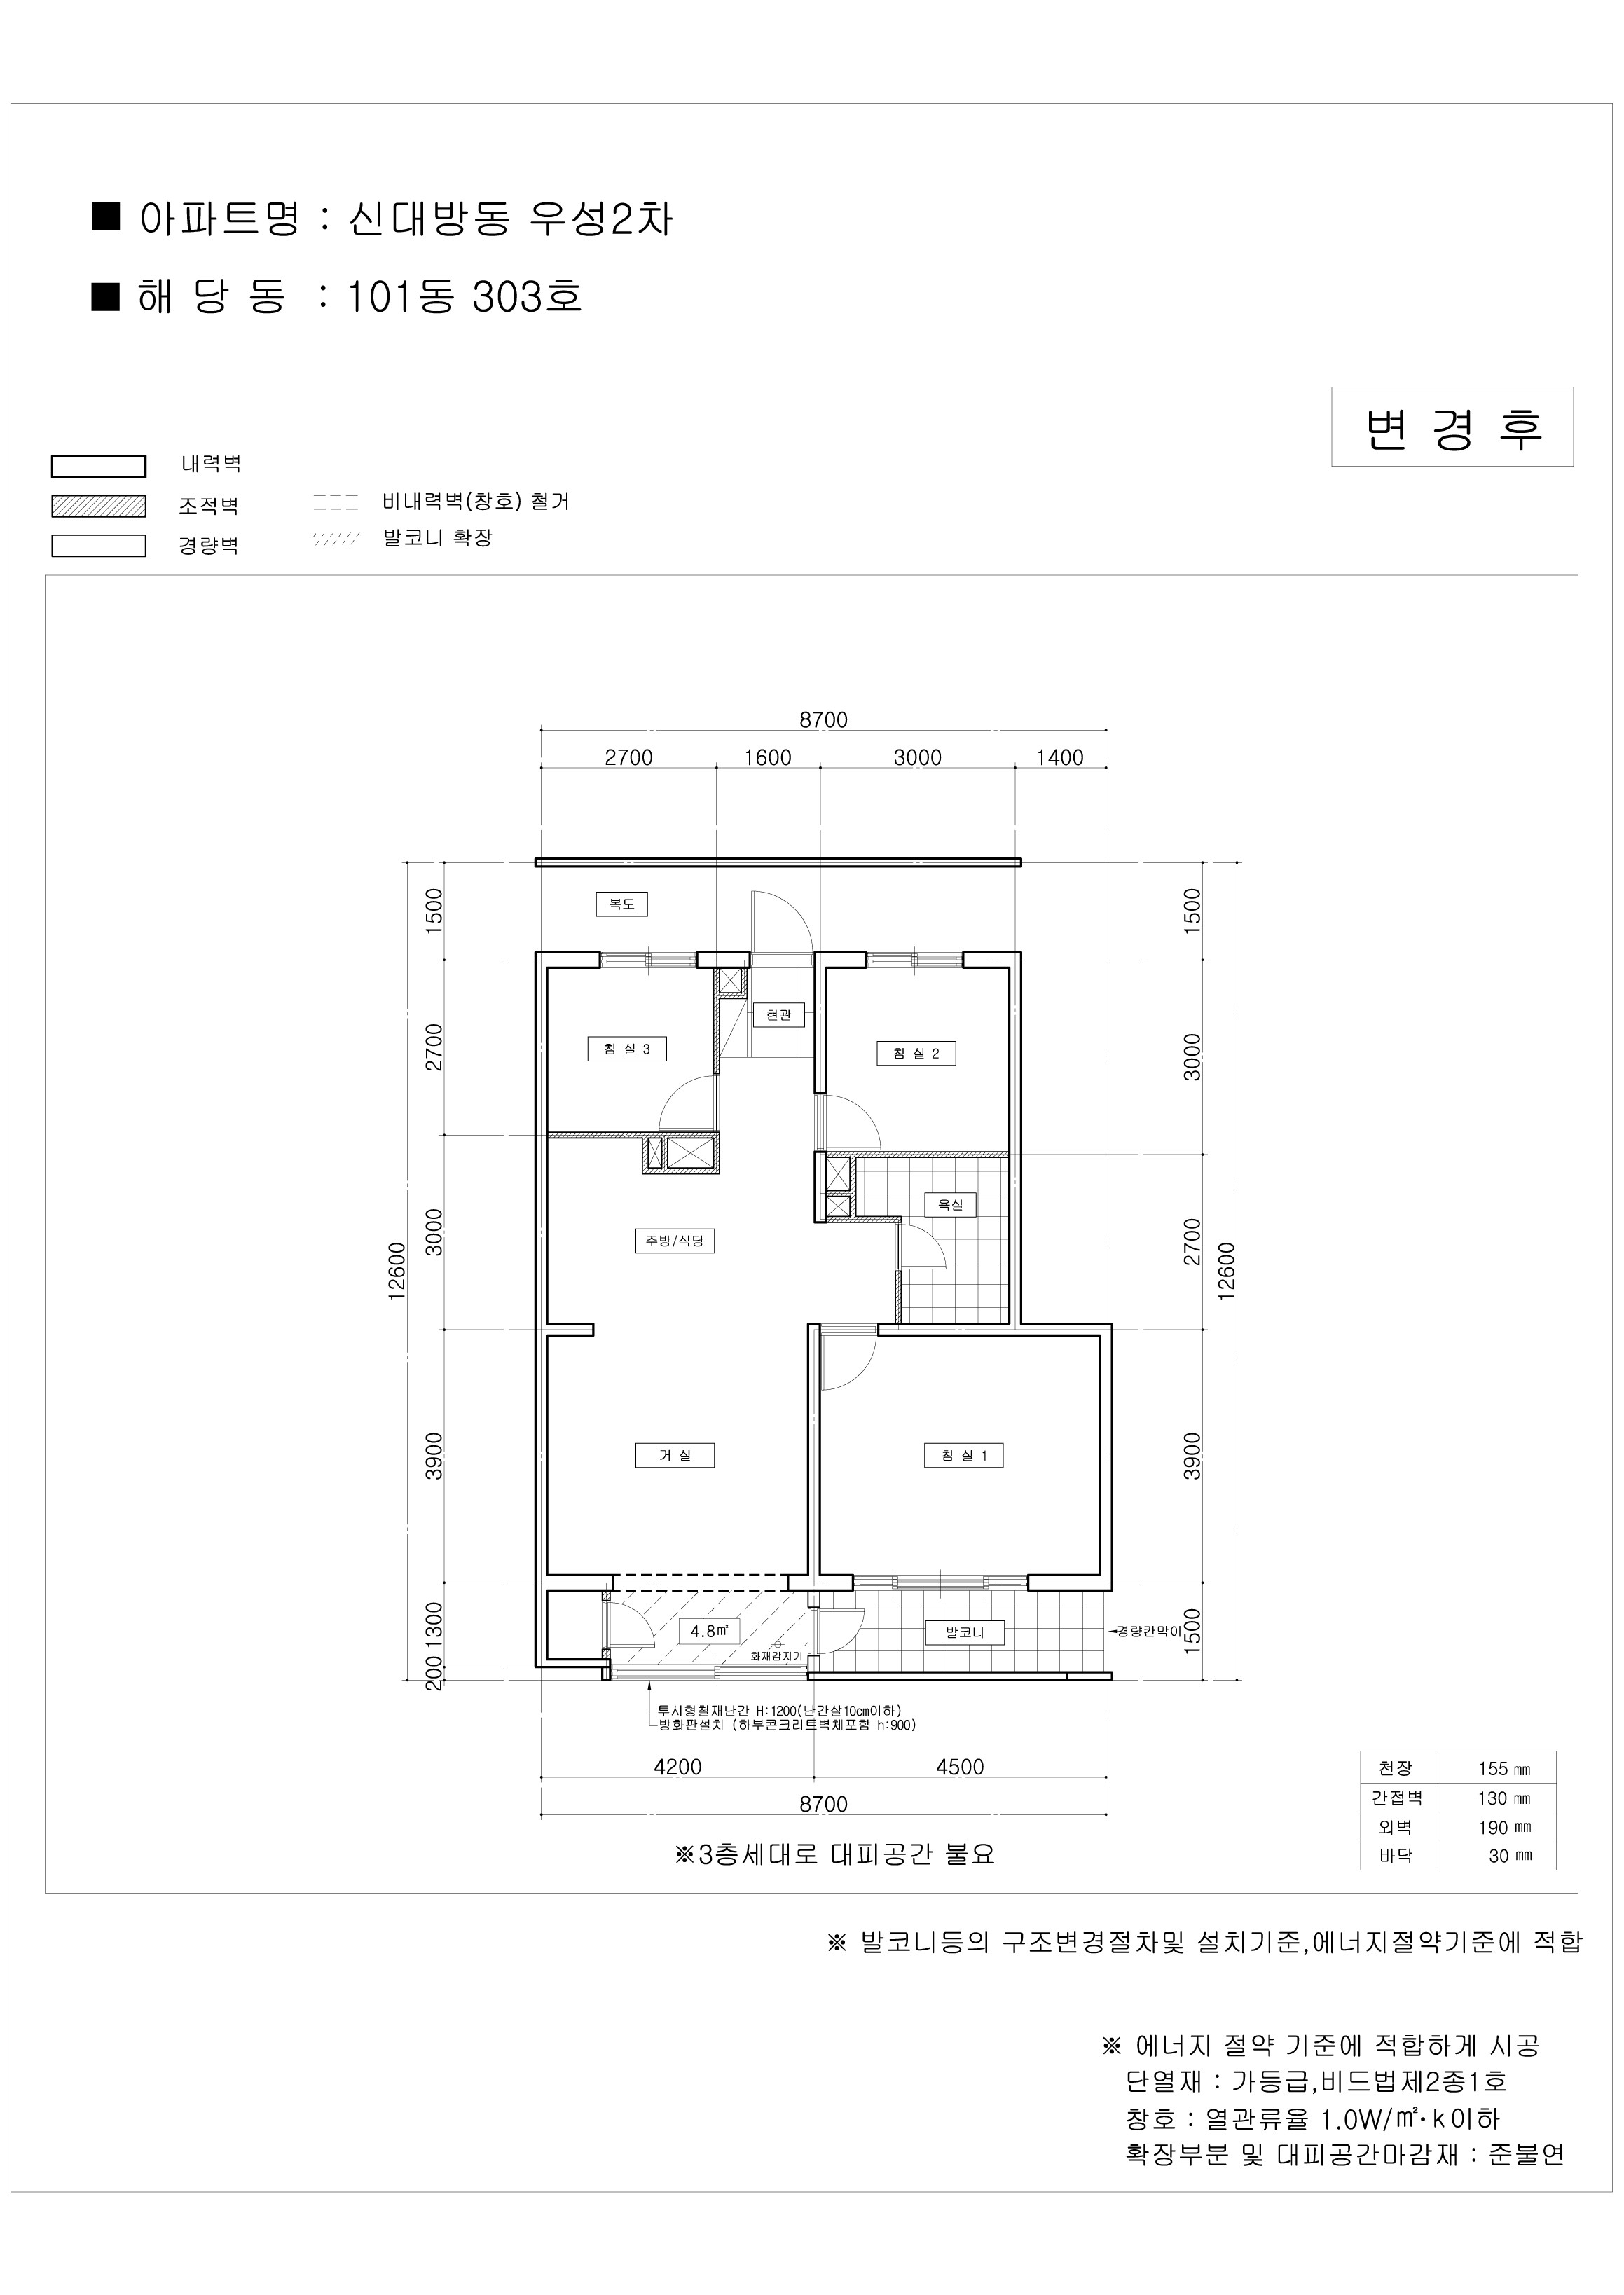 ■ 아파트명 : 신대방동 우성2차
■ 해 당 동 : 101동 303호
변 경 후
내력벽
조적벽
경량벽
비내력벽(창호) 철거
발코니 확장
8700
2700 1600 3000 1400
1500
2700
3000
12600
3900
1300
200
복도
현관
침 실 3
침 실 2
욕실
주방/식당
거 실
침 실 1
4.8㎡
화재감지기
발코니
경량칸막이
1500
3000
2700
12600
3900
1500
투시형철재난간 H:1200(난간살10cm이하)
방화판설치 (하부콘크리트벽체포함 h:900)
4200 4500
8700
※3층세대로 대피공간 불요
천장 155 ㎜
간접벽 130 ㎜
외벽 190 ㎜
바닥 30 ㎜
※ 발코니등의 구조변경절차및 설치기준,에너지절약기준에 적합
※ 에너지 절약 기준에 적합하게 시공
단열재 : 가등급,비드법제2종1호
창호 : 열관류율 1.0W/㎡·k이하
확장부분 및 대피공간마감재 : 준불연